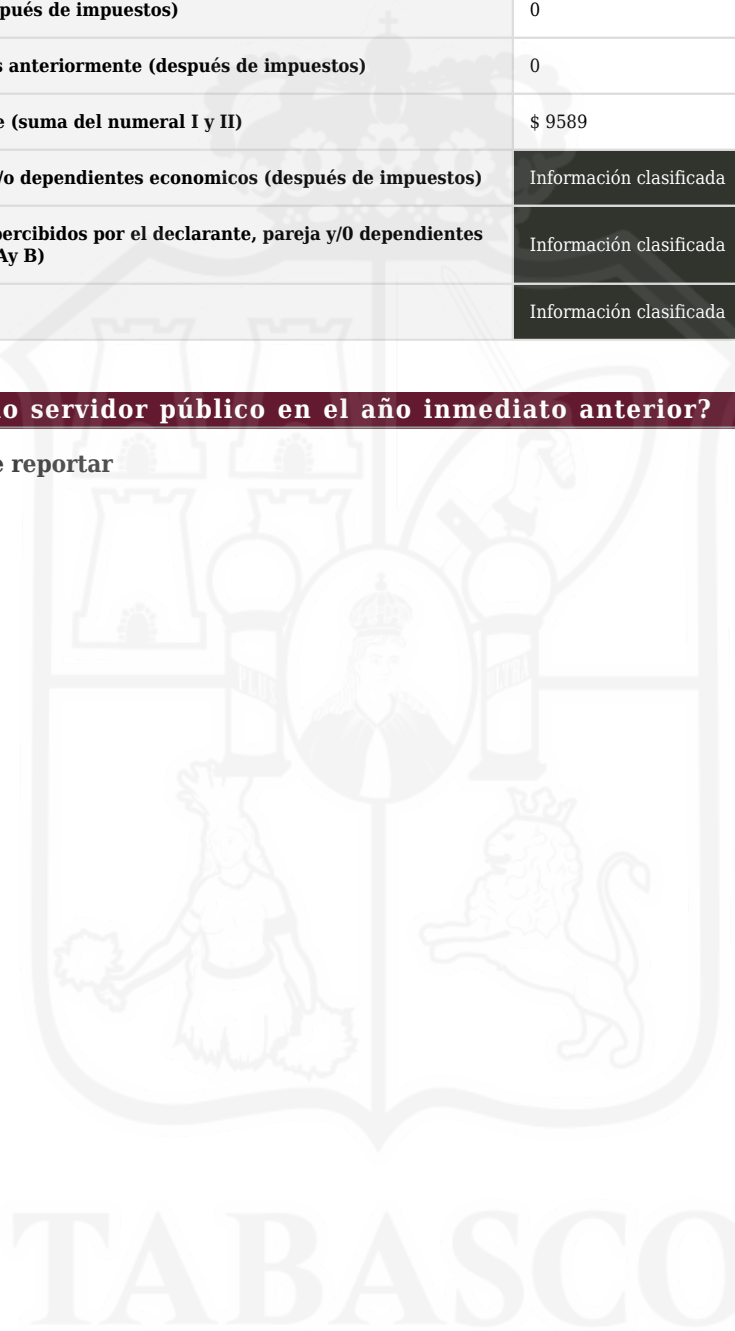 pués de impuestos) 0
s anteriormente (después de impuestos) 0
e (suma del numeral I y II) $ 9589
/o dependientes economicos (después de impuestos) Información clasificada
percibidos por el declarante, pareja y/0 dependientes
Ay B) Información clasificada
Información clasificada
o servidor público en el año inmediato anterior?
e reportar
PLUS ULTRA
TABASCO